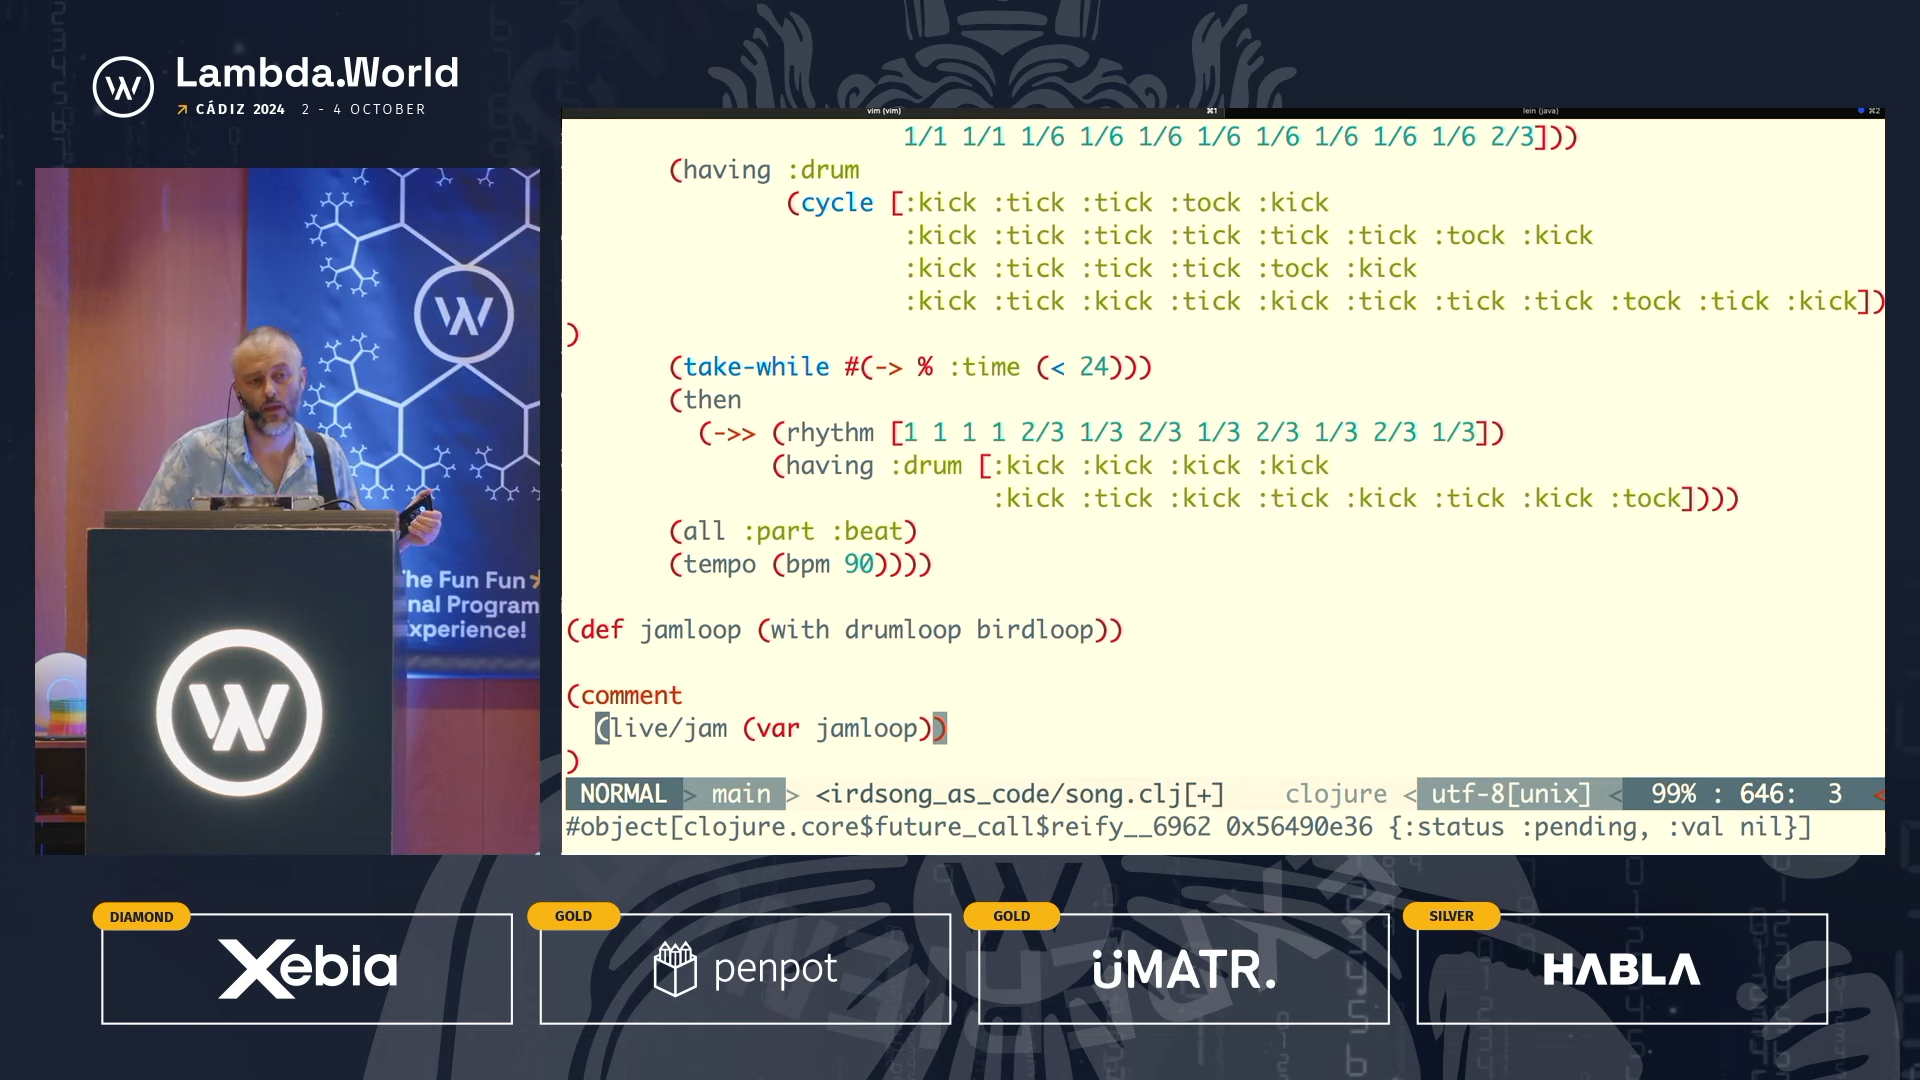 Lambda.World
CÁDIZ 2024 2 - 4 OCTOBER
vim (vim) ⌘1 lein (java) ⌘2
1/1 1/1 1/6 1/6 1/6 1/6 1/6 1/6 1/6 1/6 2/3]))
(having :drum
(cycle [:kick :tick :tick :tock :kick
:kick :tick :tick :tick :tick :tick :tock :kick
:kick :tick :tick :tick :tock :kick
:kick :tick :kick :tick :kick :tick :tick :tick :tock :tick :kick])
)
(take-while #(-> % :time (< 24)))
(then
(->> (rhythm [1 1 1 1 2/3 1/3 2/3 1/3 2/3 1/3 2/3 1/3])
(having :drum [:kick :kick :kick :kick
:kick :tick :kick :tick :kick :tick :kick :tock])))
(all :part :beat)
(tempo (bpm 90))))
(def jamloop (with drumloop birdloop))
(comment
(live/jam (var jamloop))
)
NORMAL > main > <irdsong_as_code/song.clj[+] clojure < utf-8[unix] < 99% : 646: 3 <
#object[clojure.core$future_call$reify__6962 0x56490e36 {:status :pending, :val nil}]
W
he Fun Fun
nal Program
xperience!
W
DIAMOND
Xebia
GOLD
penpot
GOLD
üMATR.
SILVER
HABLA